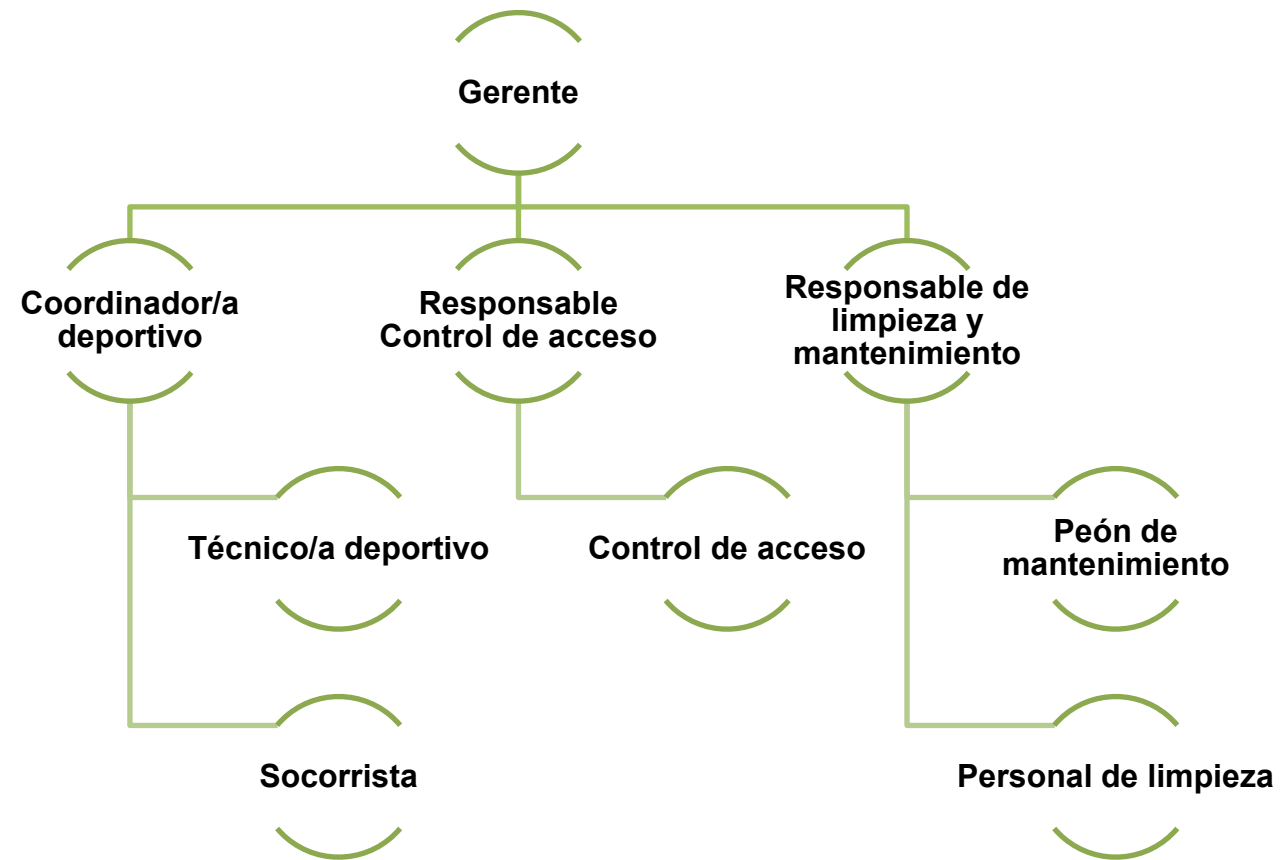 Gerente
Coordinador/a
deportivo
Responsable
Control de acceso
Responsable de
limpieza y
mantenimiento
Técnico/a deportivo
Control de acceso
Peón de
mantenimiento
Socorrista
Personal de limpieza